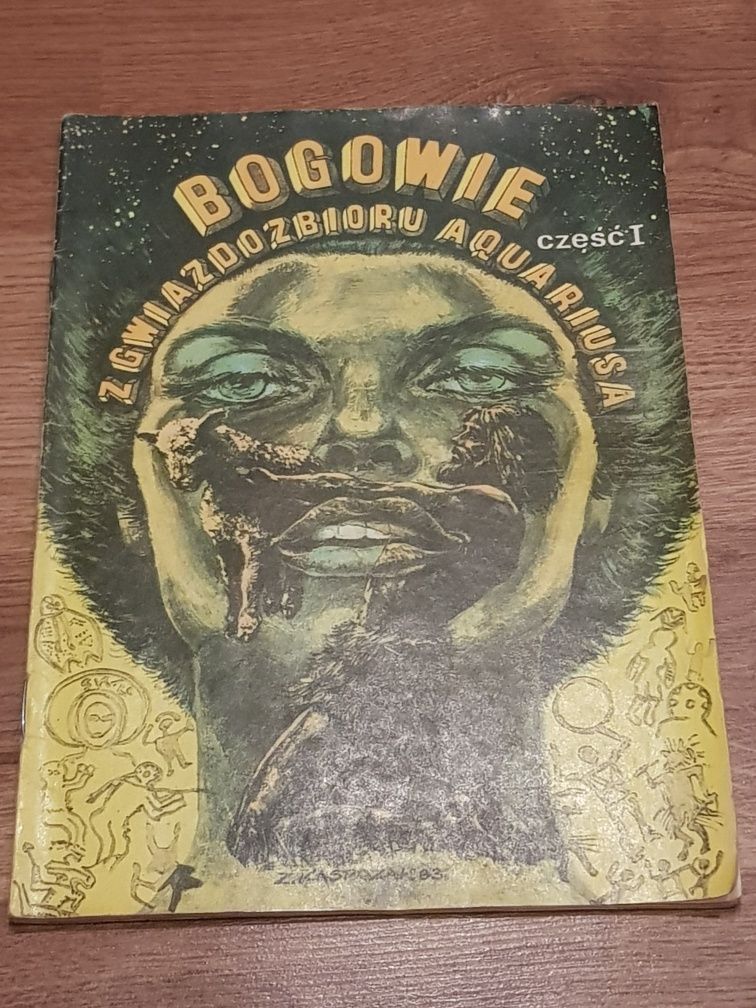 BOGOWIE
Z GWIAZDOZBIORU AQUARIUSA
część I
Z. KASPRZAK 83